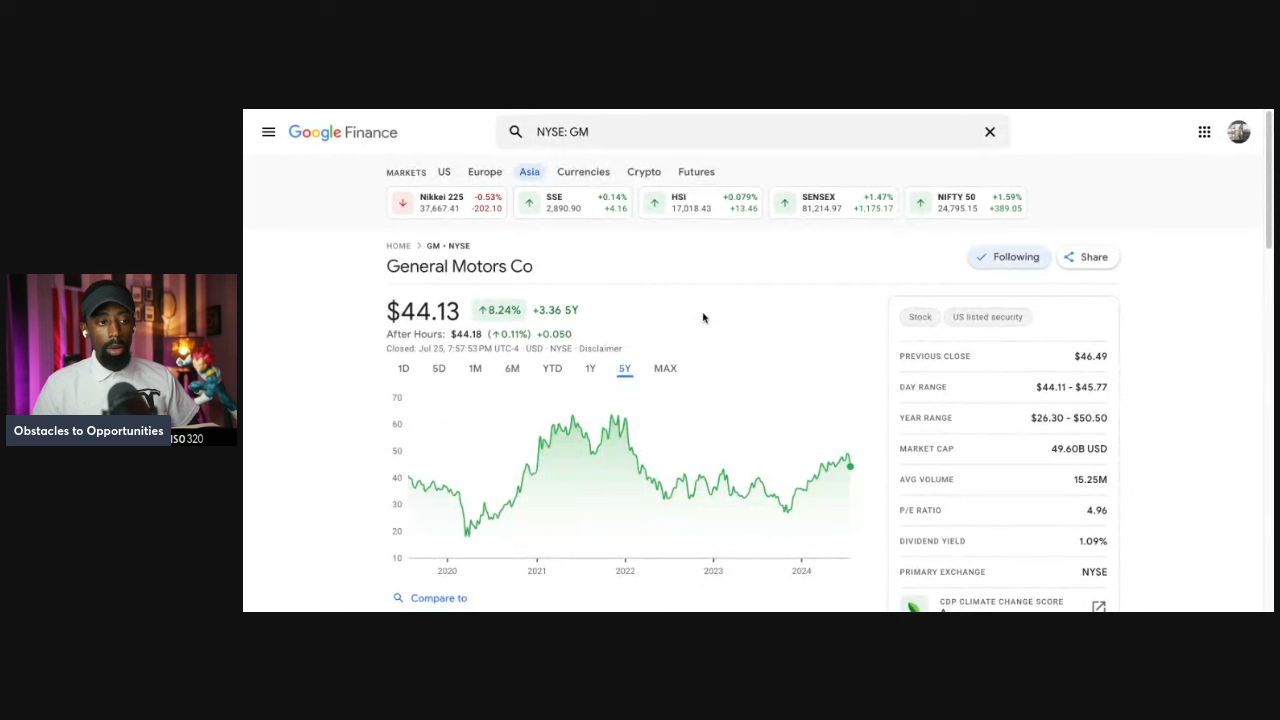 Google Finance
NYSE: GM
MARKETS US Europe Asia Currencies Crypto Futures
Nikkei 225 -0.53%
37,667.41 -202.10
SSE +0.14%
2,890.90 +4.16
HSI +0.079%
17,018.43 +13.46
SENSEX +1.47%
81,214.97 +1,175.17
NIFTY 50 +1.59%
24,795.15 +389.05
HOME > GM • NYSE
General Motors Co
Following
Share
$44.13 ↑8.24% +3.36 5Y
After Hours: $44.18 (↑0.11%) +0.050
Closed: Jul 25, 7:57:53 PM UTC-4 · USD · NYSE · Disclaimer
1D 5D 1M 6M YTD 1Y 5Y MAX
70
60
50
40
30
20
10
2020 2021 2022 2023 2024
Compare to
Stock US listed security
PREVIOUS CLOSE $46.49
DAY RANGE $44.11 - $45.77
YEAR RANGE $26.30 - $50.50
MARKET CAP 49.60B USD
AVG VOLUME 15.25M
P/E RATIO 4.96
DIVIDEND YIELD 1.09%
PRIMARY EXCHANGE NYSE
CDP CLIMATE CHANGE SCORE
Obstacles to Opportunities
ISO 320